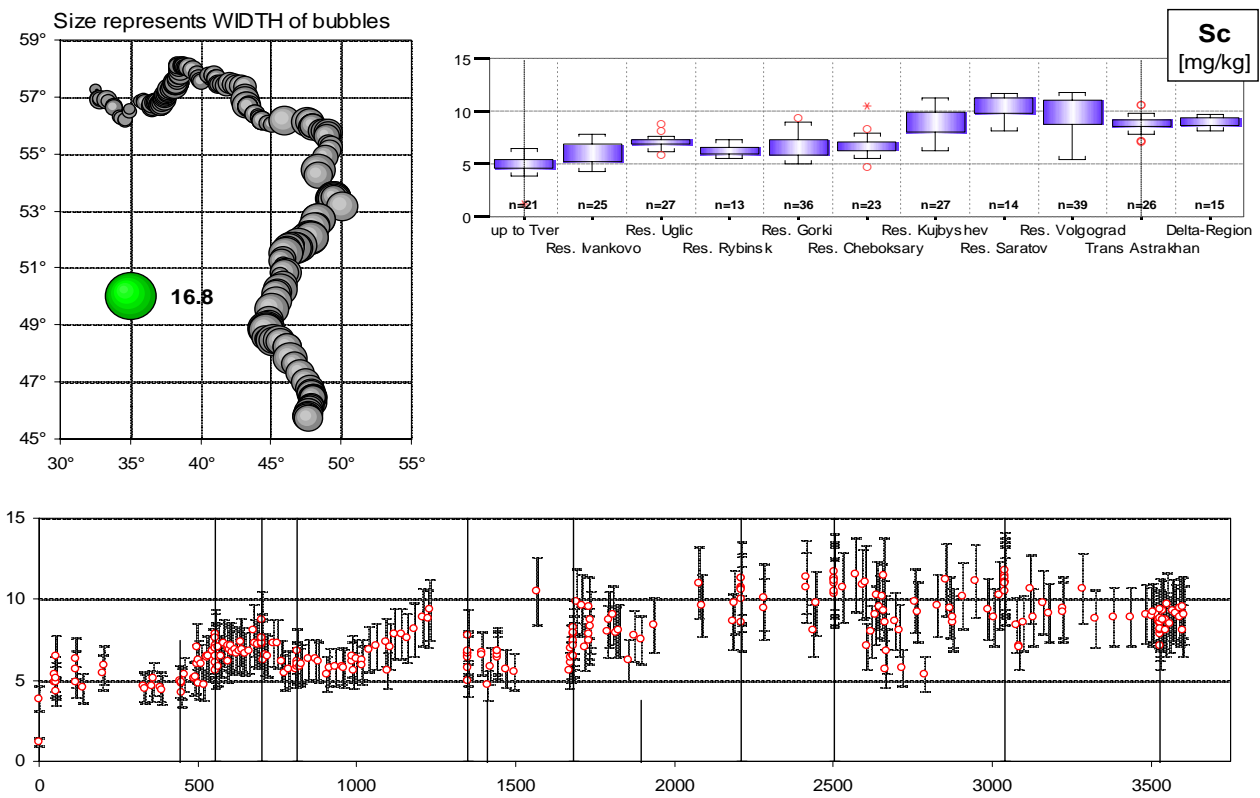 Size represents WIDTH of bubbles
59°
57°
55°
53°
51°
49°
47°
45°
30°
35°
40°
45°
50°
55°
16.8
Sc
[mg/kg]
15
10
5
0
n=21
n=25
n=27
n=13
n=36
n=23
n=27
n=14
n=39
n=26
n=15
up to Tver
Res. Uglic
Res. Gorki
Res. Kujbyshev
Res. Volgograd
Delta-Region
Res. Ivankovo
Res. Rybinsk
Res. Cheboksary
Res. Saratov
Trans Astrakhan
15
10
5
0
0
500
1000
1500
2000
2500
3000
3500